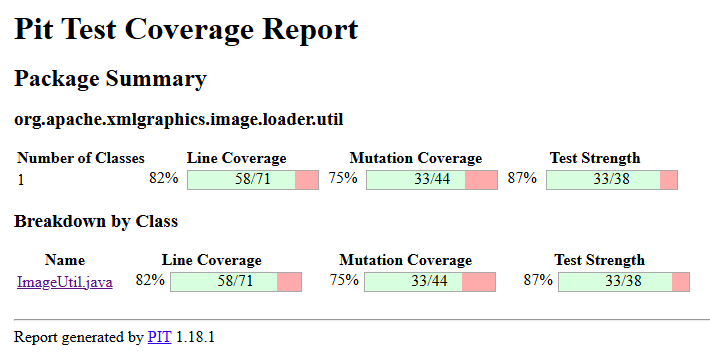 Pit Test Coverage Report
Package Summary
org.apache.xmlgraphics.image.loader.util
Number of Classes Line Coverage Mutation Coverage Test Strength
1 82% 58/71 75% 33/44 87% 33/38
Breakdown by Class
Name Line Coverage Mutation Coverage Test Strength
ImageUtil.java 82% 58/71 75% 33/44 87% 33/38
Report generated by PIT 1.18.1